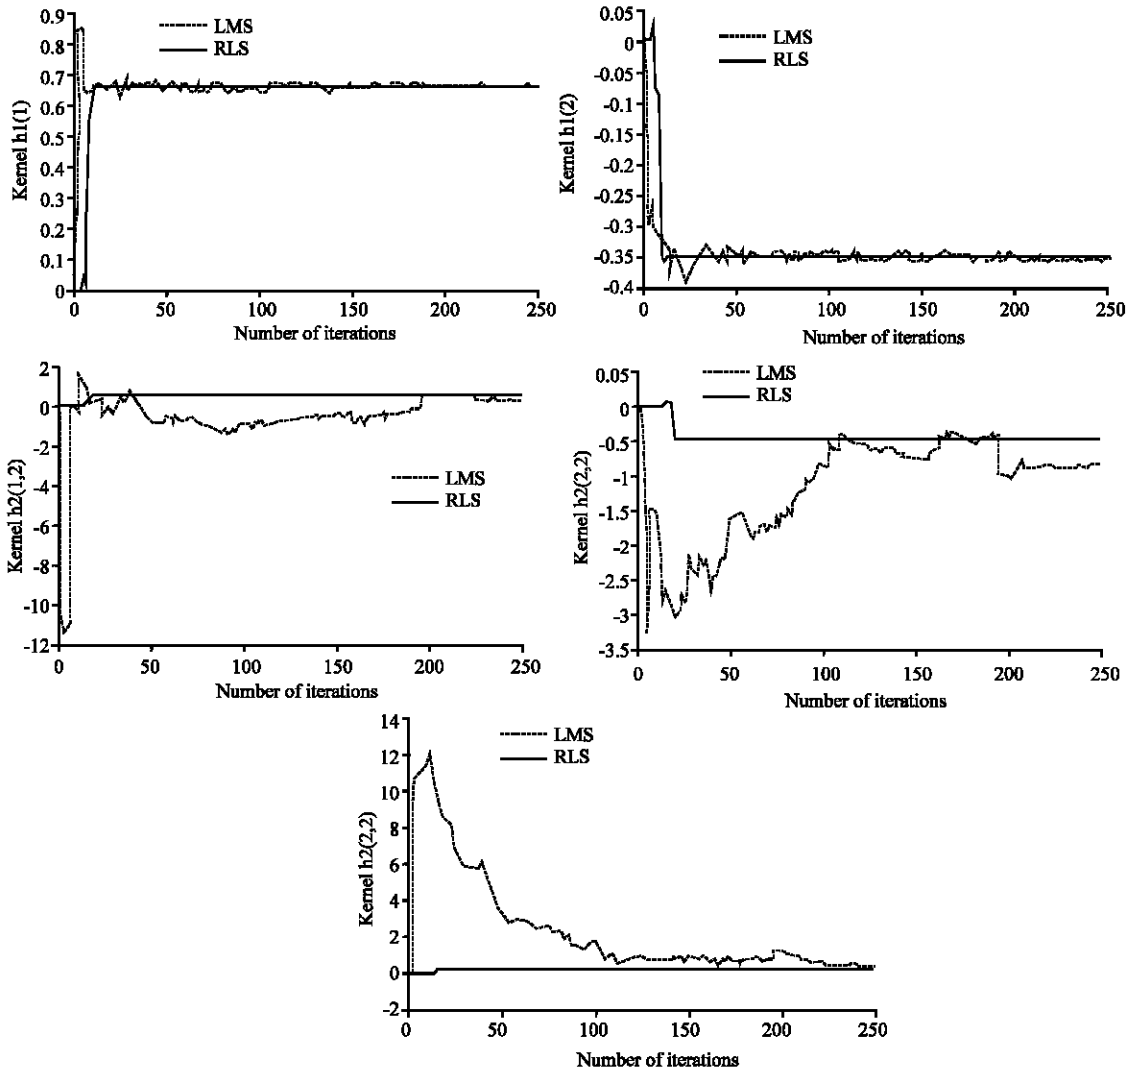 0.9
0.8
0.7
0.6
0.5
0.4
0.3
0.2
0.1
0
Kernel h1(1)
LMS
RLS
0 50 100 150 200 250
Number of iterations
0.05
0
0.05
-0.1
-0.15
-0.2
-0.25
-0.3
-0.35
-0.4
Kernel h1(2)
LMS
RLS
0 50 100 150 200 250
Number of iterations
2
0
-2
-4
-6
-8
-10
-12
Kernel h2(1,2)
LMS
RLS
0 50 100 150 200 250
Number of iterations
0.05
0
-0.5
-1
-1.5
-2
-2.5
-3
-3.5
Kernel h2(2,2)
LMS
RLS
0 50 100 150 200 250
Number of iterations
14
12
10
8
6
4
2
0
-2
Kernel h2(2,2)
LMS
RLS
0 50 100 150 200 250
Number of iterations